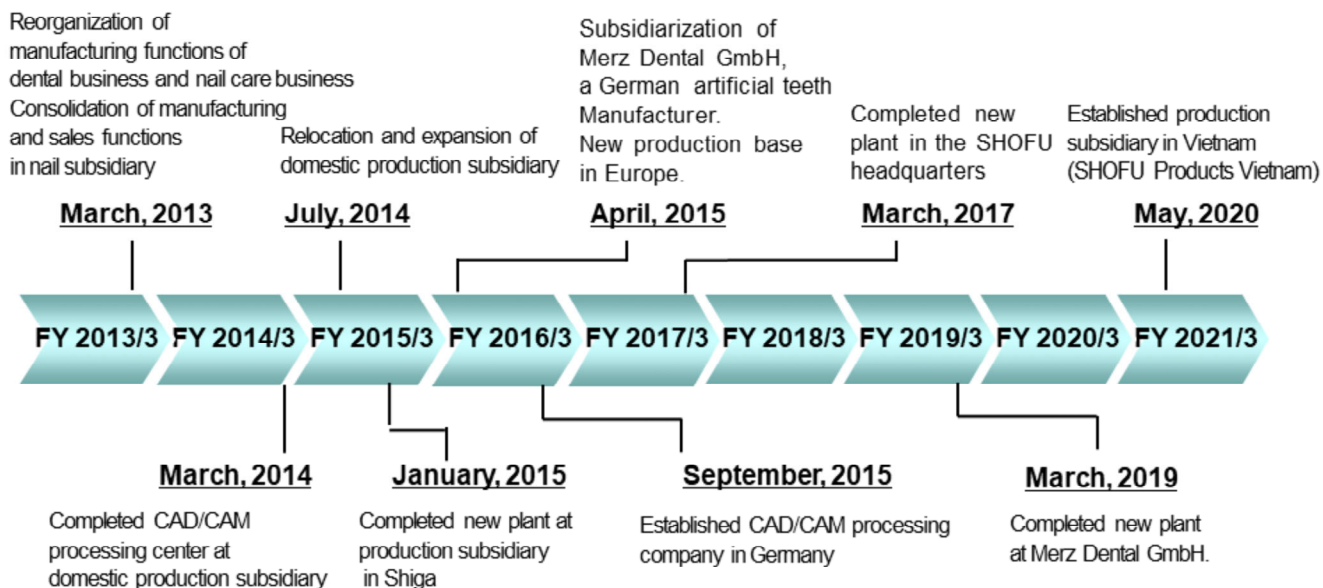 Reorganization of
manufacturing functions of
dental business and nail care business
Consolidation of manufacturing
and sales functions
in nail subsidiary
March, 2013
Relocation and expansion of
domestic production subsidiary
July, 2014
Subsidiarization of
Merz Dental GmbH,
a German artificial teeth
Manufacturer.
New production base
in Europe.
April, 2015
Completed new
plant in the SHOFU
headquarters
March, 2017
Established production
subsidiary in Vietnam
(SHOFU Products Vietnam)
May, 2020
FY 2013/3 FY 2014/3 FY 2015/3 FY 2016/3 FY 2017/3 FY 2018/3 FY 2019/3 FY 2020/3 FY 2021/3
March, 2014
Completed CAD/CAM
processing center at
domestic production subsidiary
January, 2015
Completed new plant at
production subsidiary
in Shiga
September, 2015
Established CAD/CAM processing
company in Germany
March, 2019
Completed new plant
at Merz Dental GmbH.